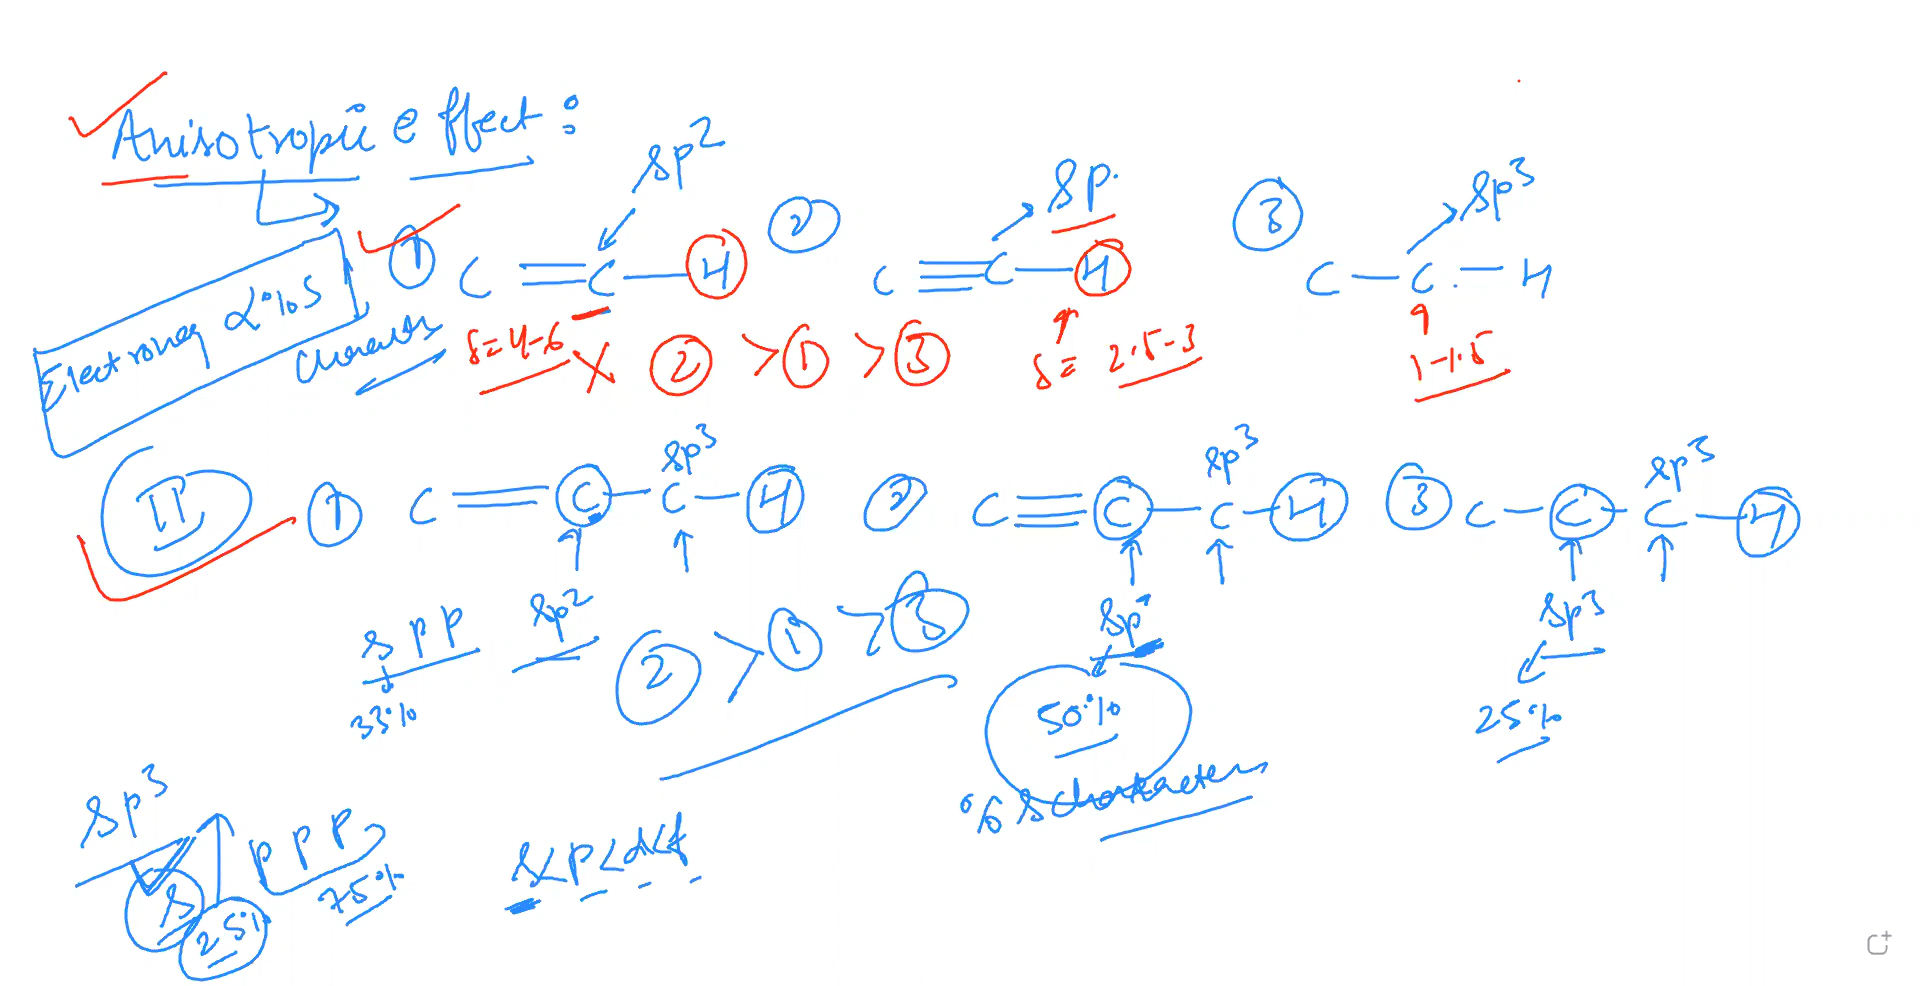 Anisotropic effect :
sp²
① C = C — H
② C ≡ C — H
sp.
③ C — C — H
sp³
Electroneg α % S
character
δ = 4-6 X
② > ① > ③
δ = 2.5-3
1-1.5
II
① C = C — C — H
sp³
② C ≡ C — C — H
sp³
③ C — C — C — H
sp³
s p p
33%
sp²
② > ① > ③
sp
50%
% s character
sp³
25%
sp³
s
25%
p p p
75%
s < p < d < f